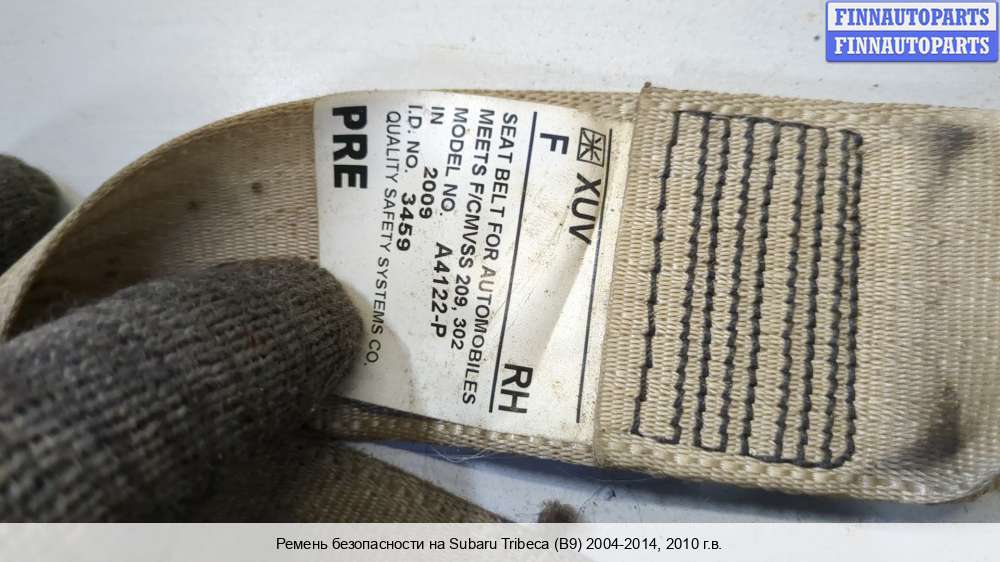 FINNAUTOPARTS
FINNAUTOPARTS
XUV
F RH
SEAT BELT FOR AUTOMOBILES
MEETS F/CMVSS 209, 302
MODEL NO. A4122-P
IN 2009
I.D. NO. 3459
QUALITY SAFETY SYSTEMS CO.
PRE
Ремень безопасности на Subaru Tribeca (B9) 2004-2014, 2010 г.в.